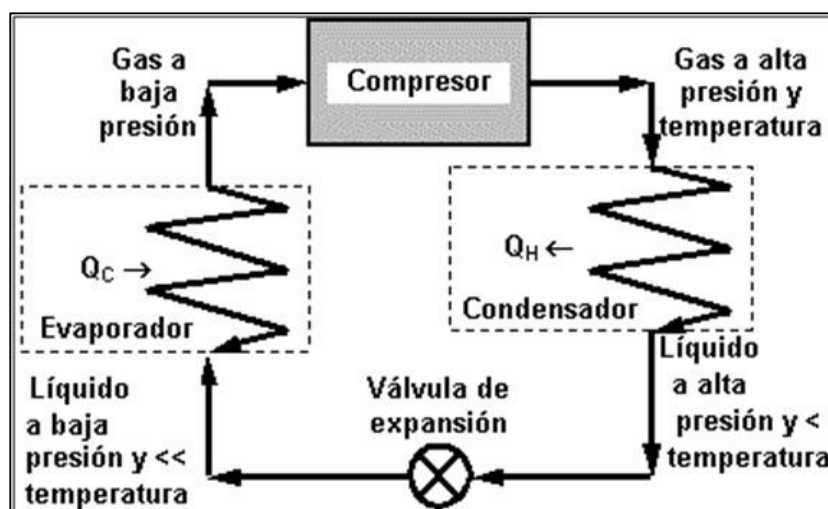 Gas a
baja
presión
Compresor
Gas a alta
presión y
temperatura
Q_C →
Evaporador
Q_H ←
Condensador
Líquido
a baja
presión y <<
temperatura
Válvula de
expansión
Líquido
a alta
presión y <
temperatura